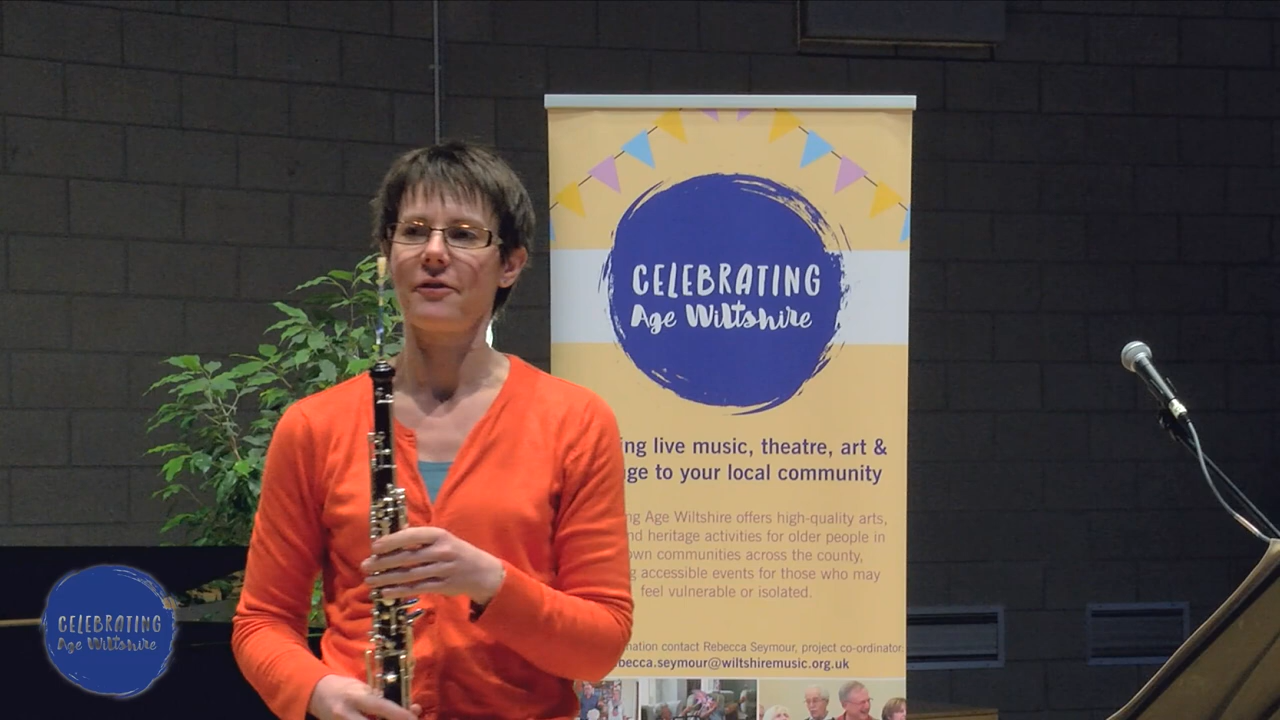 CELEBRATING
Age Wiltshire
ing live music, theatre, art &
ge to your local community
ng Age Wiltshire offers high-quality arts,
nd heritage activities for older people in
own communities across the county,
g accessible events for those who may
feel vulnerable or isolated.
mation contact Rebecca Seymour, project co-ordinator:
becca.seymour@wiltshiremusic.org.uk
CELEBRATING
Age Wiltshire